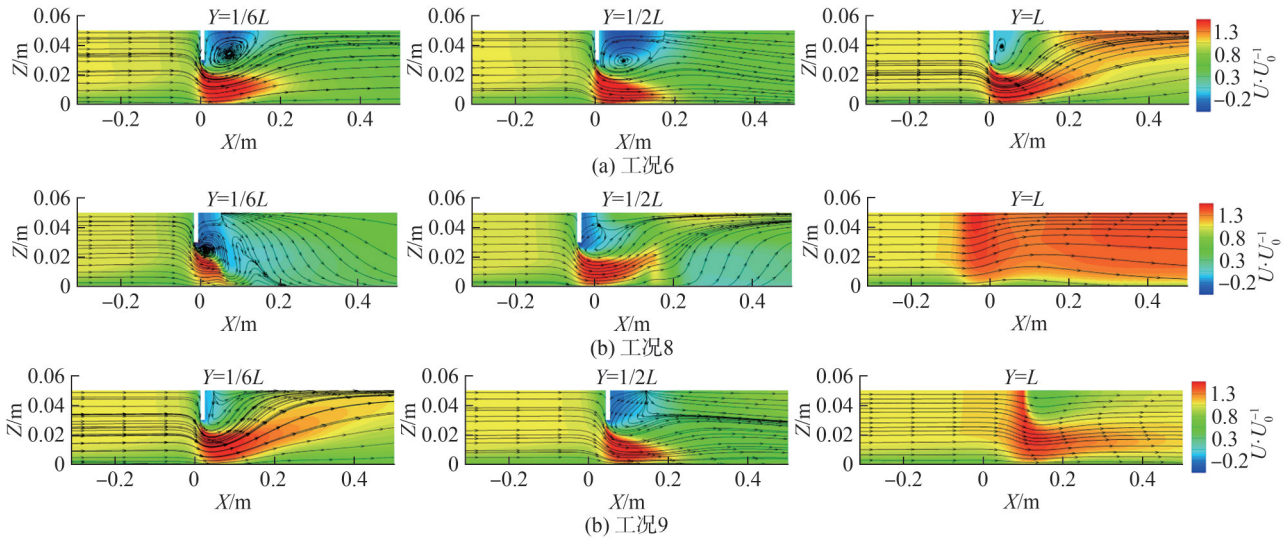 Y=1/6L Y=1/2L Y=L
0.06 0.06 0.06
Z/m 0.04 Z/m 0.04 Z/m 0.04 1.3
0.02 0.02 0.02 0.8
0 0 0 0.3
−0.2
U·U₀⁻¹
−0.2 0 0.2 0.4 −0.2 0 0.2 0.4 −0.2 0 0.2 0.4
X/m X/m X/m
(a) 工况6
Y=1/6L Y=1/2L Y=L
0.06 0.06 0.06
Z/m 0.04 Z/m 0.04 Z/m 0.04 1.3
0.02 0.02 0.02 0.8
0 0 0 0.3
−0.2
U·U₀⁻¹
−0.2 0 0.2 0.4 −0.2 0 0.2 0.4 −0.2 0 0.2 0.4
X/m X/m X/m
(b) 工况8
Y=1/6L Y=1/2L Y=L
0.06 0.06 0.06
Z/m 0.04 Z/m 0.04 Z/m 0.04 1.3
0.02 0.02 0.02 0.8
0 0 0 0.3
−0.2
U·U₀⁻¹
−0.2 0 0.2 0.4 −0.2 0 0.2 0.4 −0.2 0 0.2 0.4
X/m X/m X/m
(b) 工况9